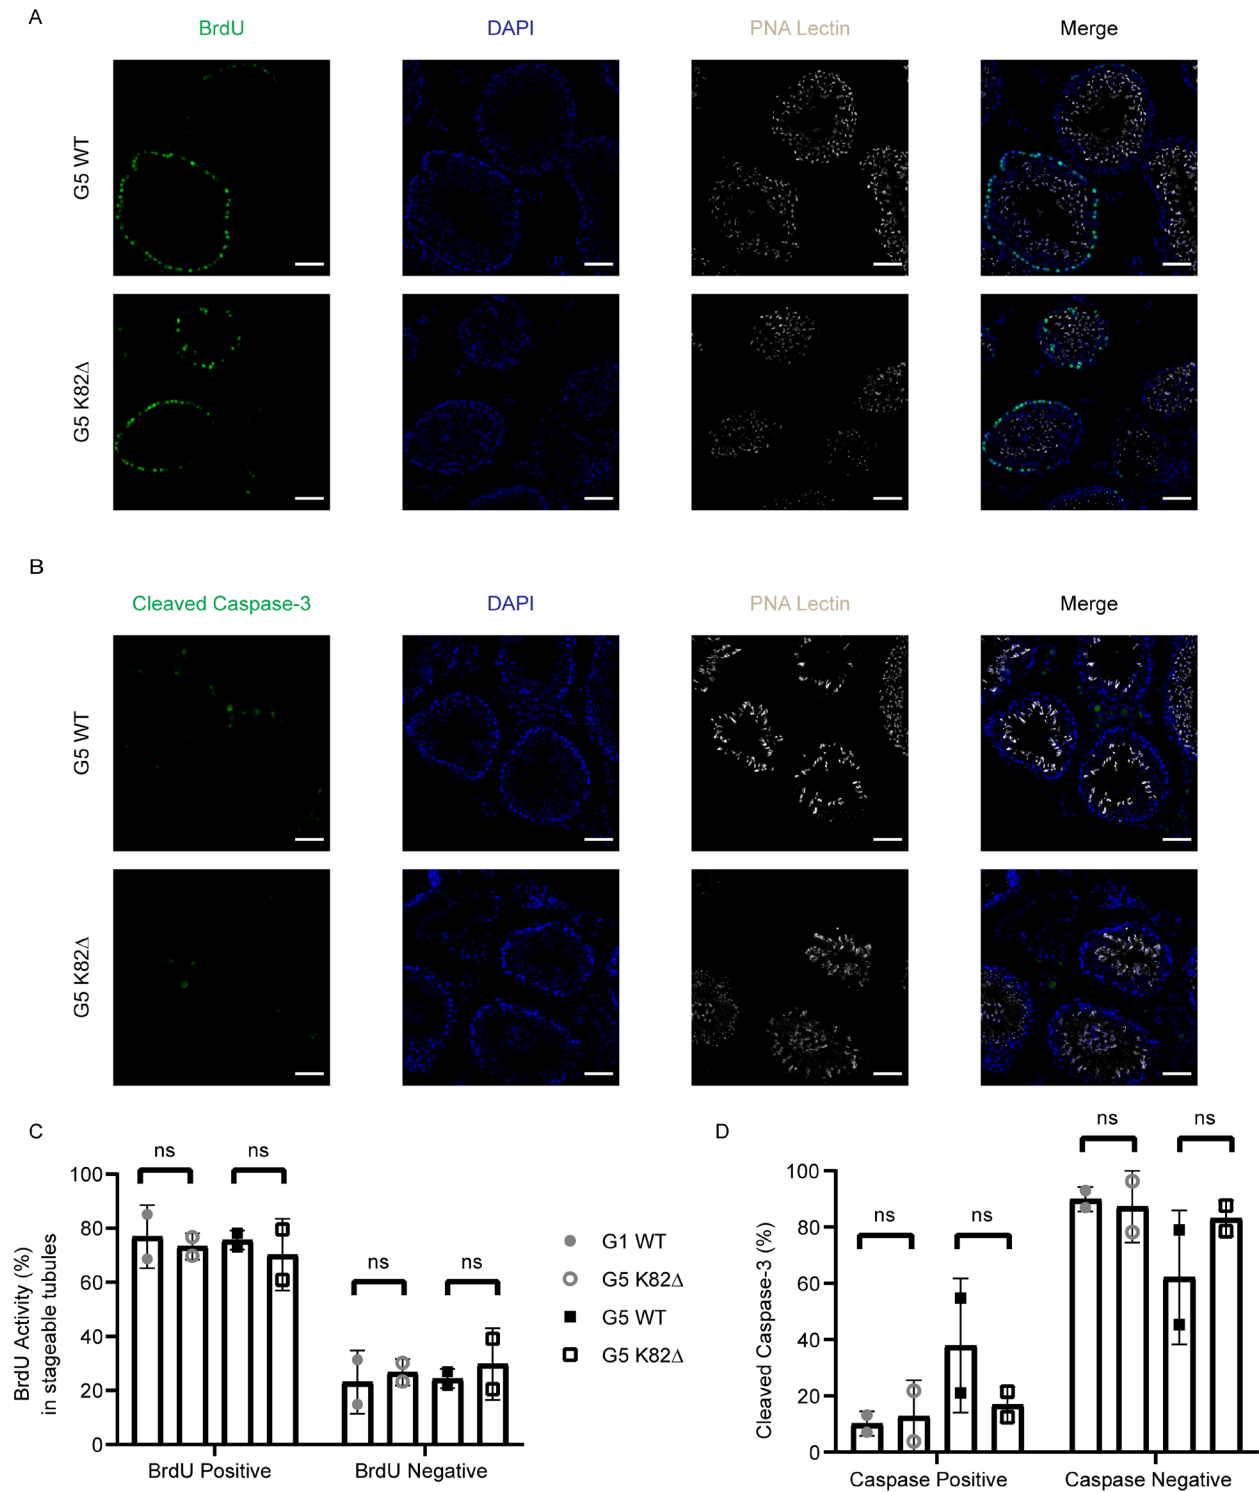 A
BrdU
DAPI
PNA Lectin
Merge
G5 WT
G5 K82Δ
B
Cleaved Caspase-3
DAPI
PNA Lectin
Merge
G5 WT
G5 K82Δ
C
ns
ns
ns
ns
100
80
60
40
20
0
BrdU Activity (%)
in stageable tubules
BrdU Positive
BrdU Negative
G1 WT
G5 K82Δ
G5 WT
G5 K82Δ
D
ns
ns
ns
ns
100
80
60
40
20
0
Cleaved Caspase-3 (%)
Caspase Positive
Caspase Negative